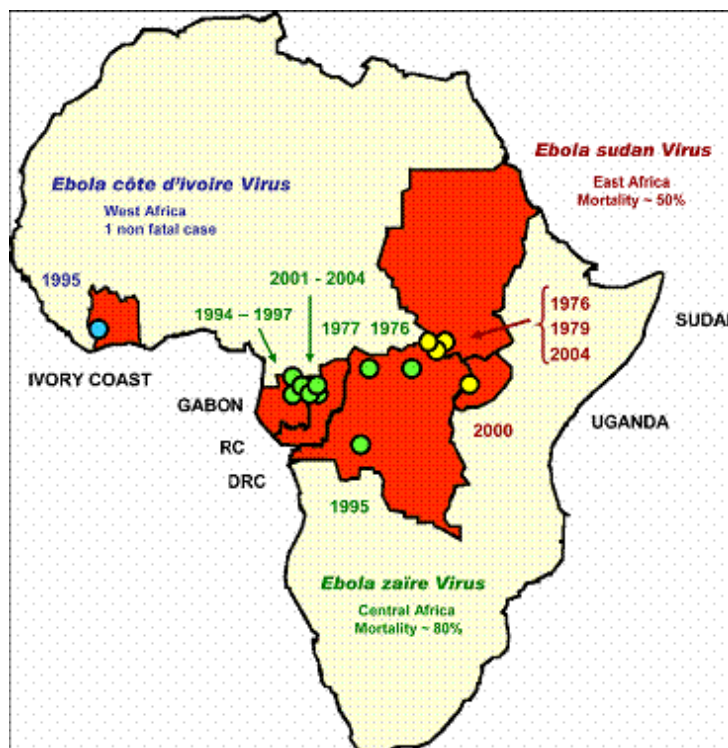 Ebola sudan Virus
East Africa
Mortality ~ 50%
Ebola côte d'ivoire Virus
West Africa
1 non fatal case
2001 - 2004
1995
1994 – 1997
1977
1976
1976
1979
2004
SUDAN
IVORY COAST
GABON
UGANDA
2000
RC
DRC
1995
Ebola zaïre Virus
Central Africa
Mortality ~ 80%